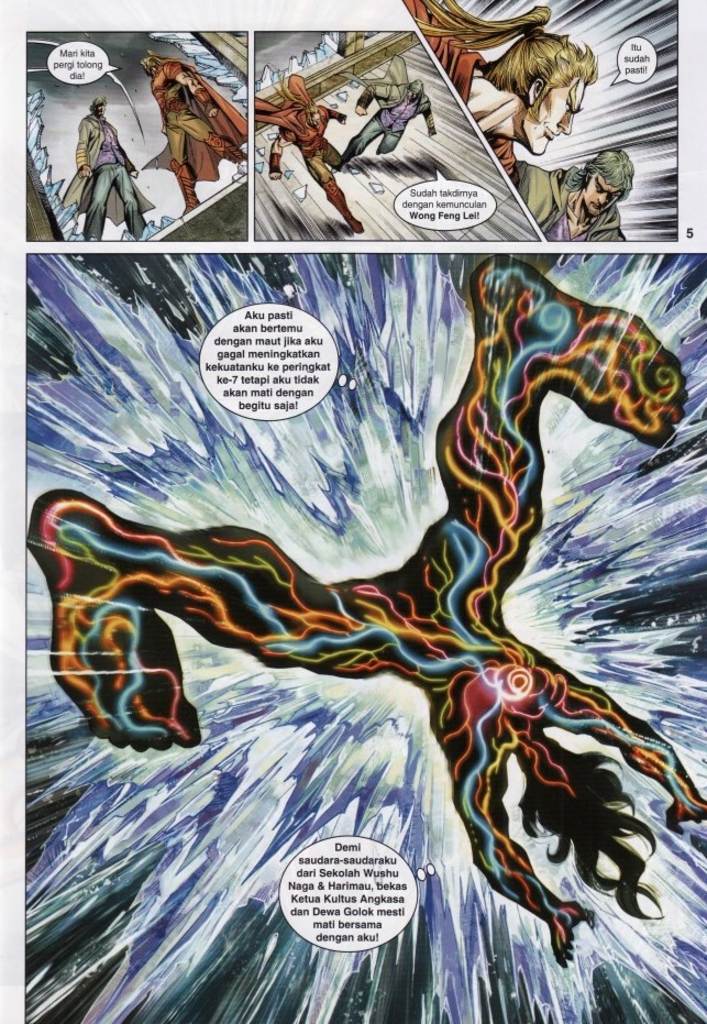 Mari kita
pergi tolong
dia!
Sudah takdirnya
dengan kemunculan
Wong Feng Lei!
Itu
sudah
pasti!
5
Aku pasti
akan bertemu
dengan maut jika aku
gagal meningkatkan
kekuatanku ke peringkat
ke-7 tetapi aku tidak
akan mati dengan
begitu saja!
Demi
saudara-saudaraku
dari Sekolah Wushu
Naga & Harimau, bekas
Ketua Kultus Angkasa
dan Dewa Golok mesti
mati bersama
dengan aku!